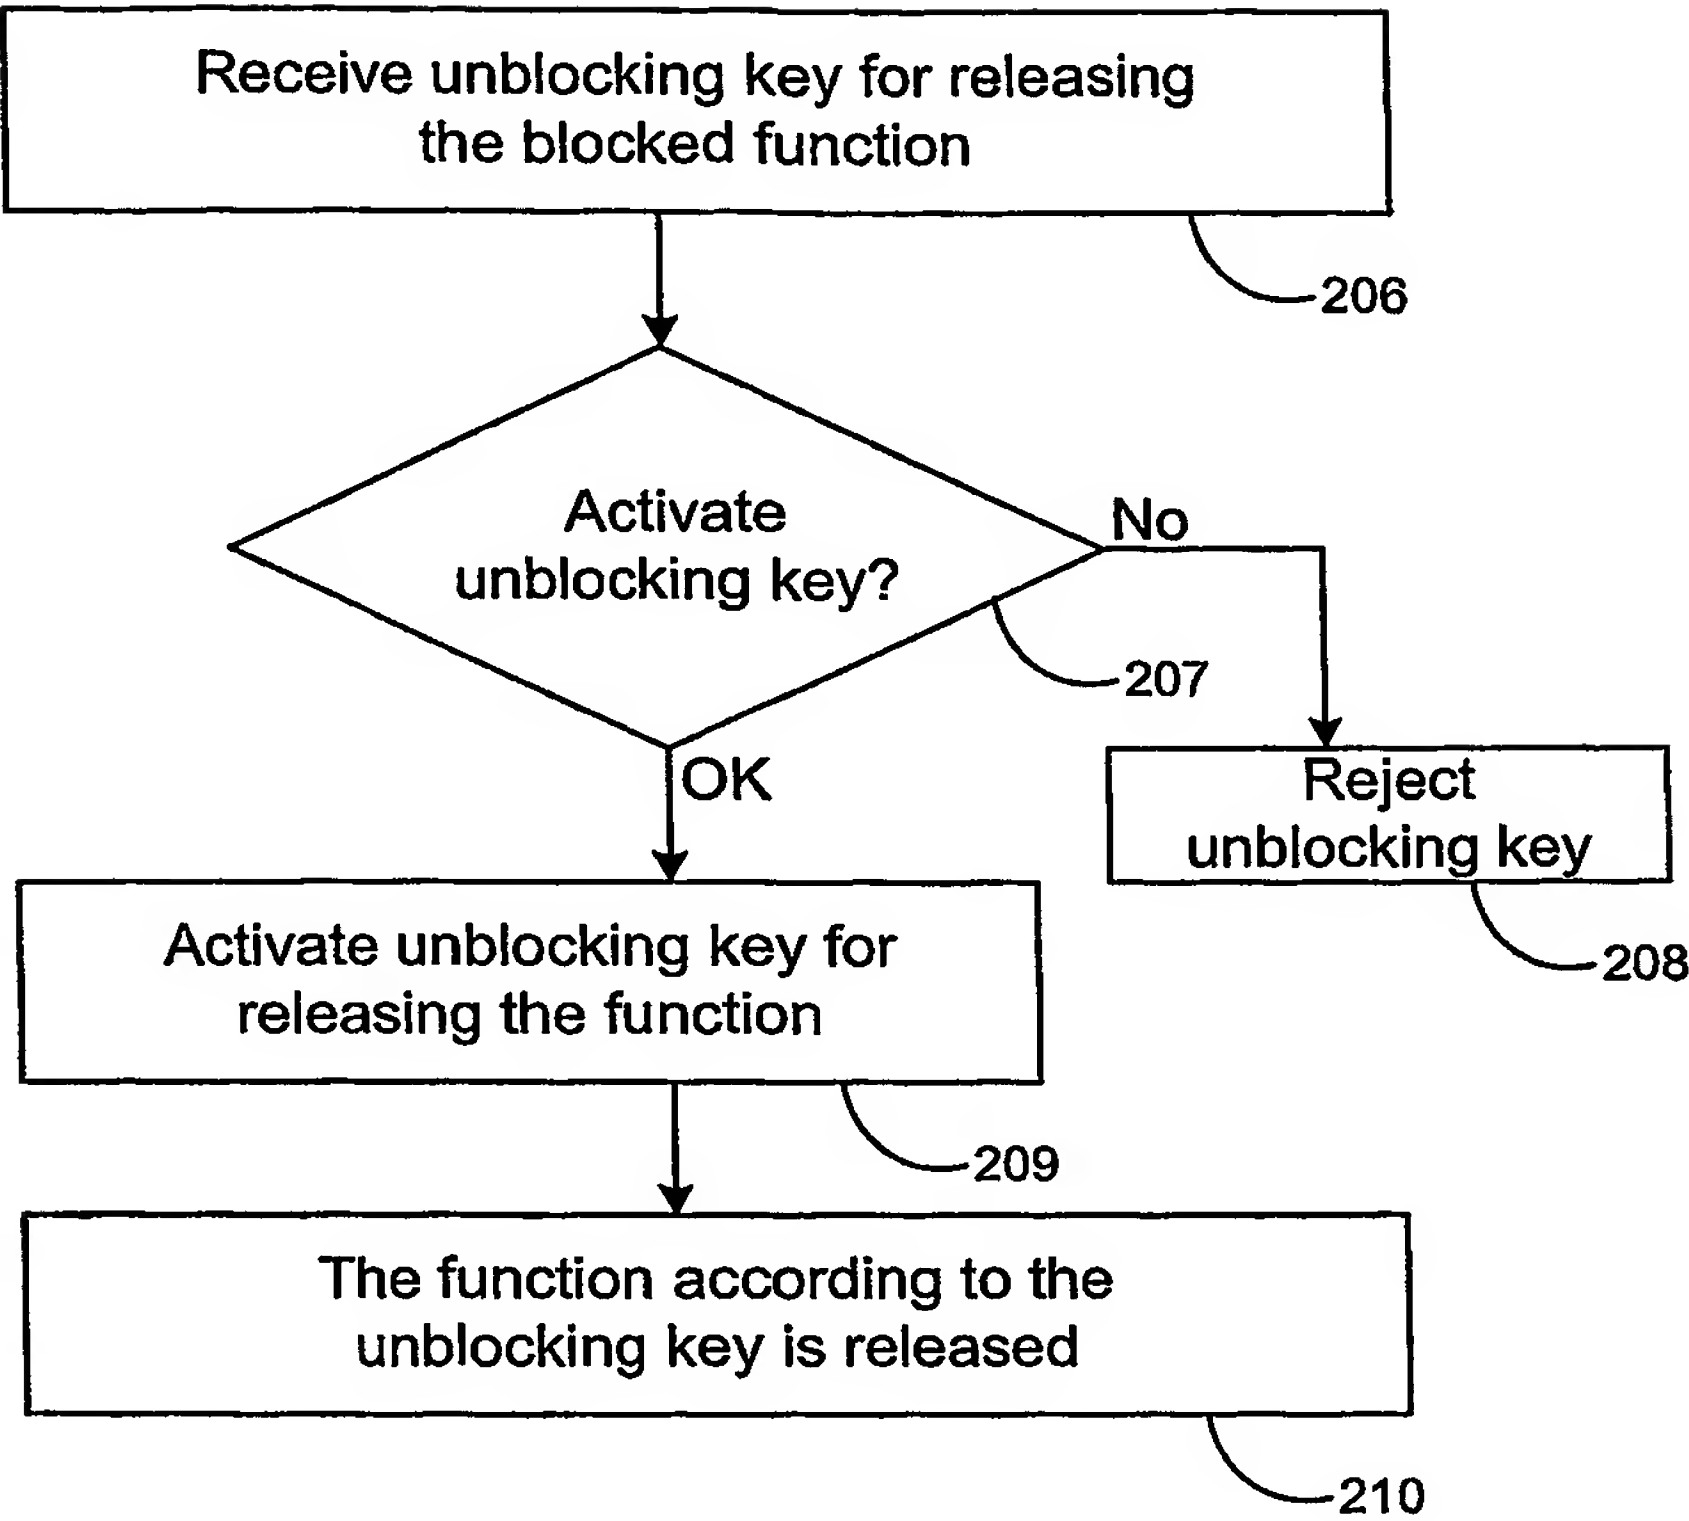 Receive unblocking key for releasing
the blocked function
206
Activate
unblocking key?
No
207
OK
Reject
unblocking key
208
Activate unblocking key for
releasing the function
209
The function according to the
unblocking key is released
210